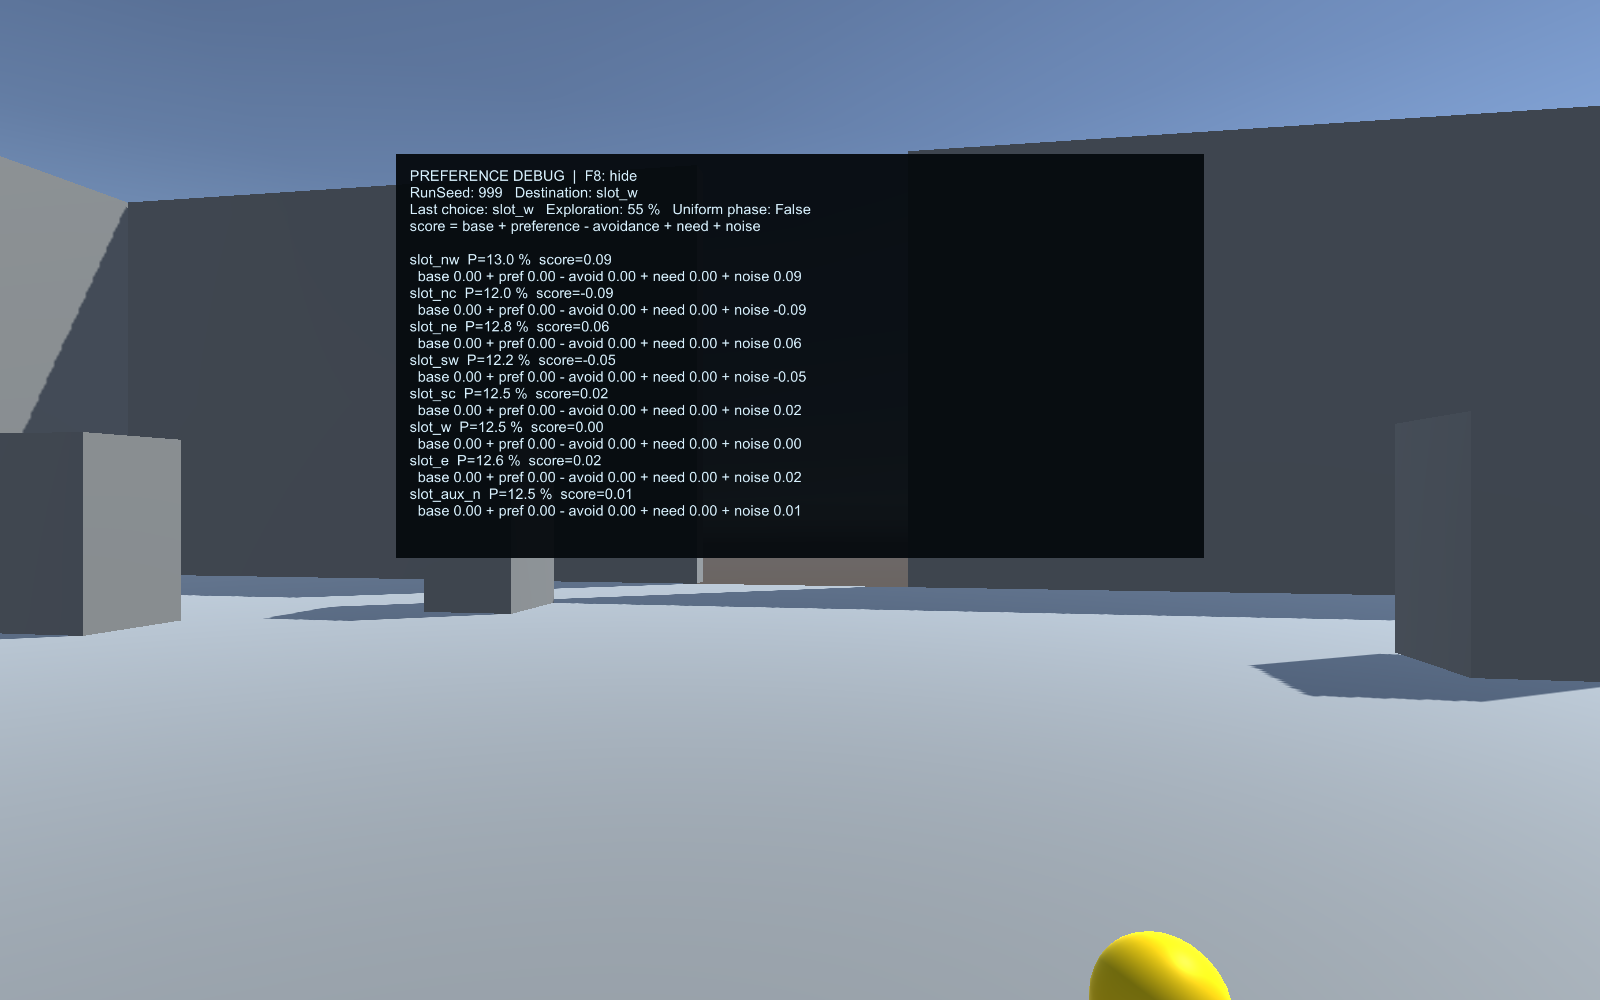 PREFERENCE DEBUG | F8: hide
RunSeed: 999 Destination: slot_w
Last choice: slot_w Exploration: 55 % Uniform phase: False
score = base + preference - avoidance + need + noise
slot_nw P=13.0 % score=0.09
base 0.00 + pref 0.00 - avoid 0.00 + need 0.00 + noise 0.09
slot_nc P=12.0 % score=-0.09
base 0.00 + pref 0.00 - avoid 0.00 + need 0.00 + noise -0.09
slot_ne P=12.8 % score=0.06
base 0.00 + pref 0.00 - avoid 0.00 + need 0.00 + noise 0.06
slot_sw P=12.2 % score=-0.05
base 0.00 + pref 0.00 - avoid 0.00 + need 0.00 + noise -0.05
slot_sc P=12.5 % score=0.02
base 0.00 + pref 0.00 - avoid 0.00 + need 0.00 + noise 0.02
slot_w P=12.5 % score=0.00
base 0.00 + pref 0.00 - avoid 0.00 + need 0.00 + noise 0.00
slot_e P=12.6 % score=0.02
base 0.00 + pref 0.00 - avoid 0.00 + need 0.00 + noise 0.02
slot_aux_n P=12.5 % score=0.01
base 0.00 + pref 0.00 - avoid 0.00 + need 0.00 + noise 0.01